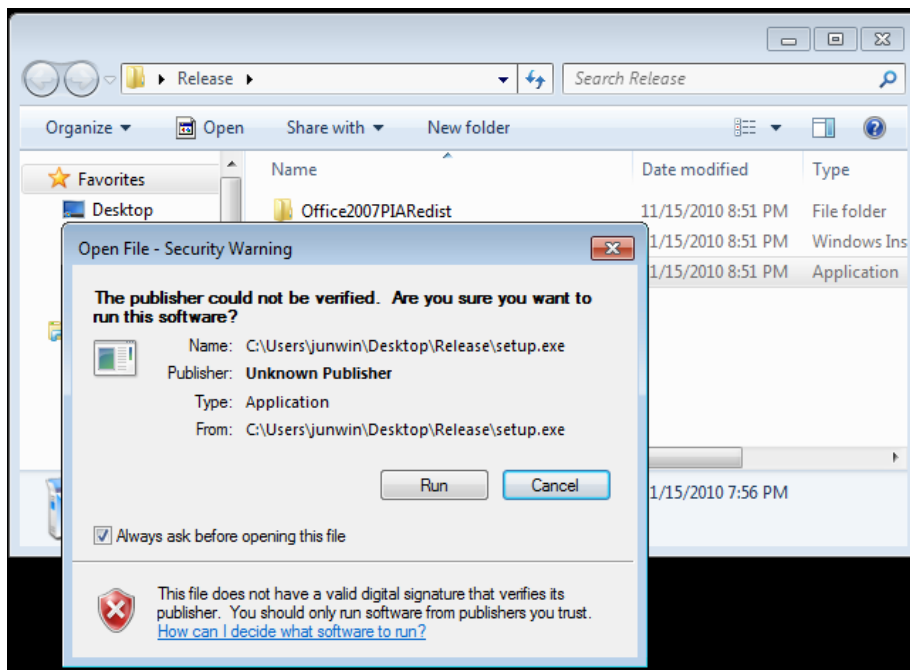 Release
Search Release
Organize Open Share with New folder
Name Date modified Type
Favorites
Desktop
Office2007PIARedist 11/15/2010 8:51 PM File folder
1/15/2010 8:51 PM Windows Ins
1/15/2010 8:51 PM Application
Open File - Security Warning
The publisher could not be verified. Are you sure you want to
run this software?
Name: C:\Users\junwin\Desktop\Release\setup.exe
Publisher: Unknown Publisher
Type: Application
From: C:\Users\junwin\Desktop\Release\setup.exe
Run Cancel
1/15/2010 7:56 PM
Always ask before opening this file
This file does not have a valid digital signature that verifies its
publisher. You should only run software from publishers you trust.
How can I decide what software to run?